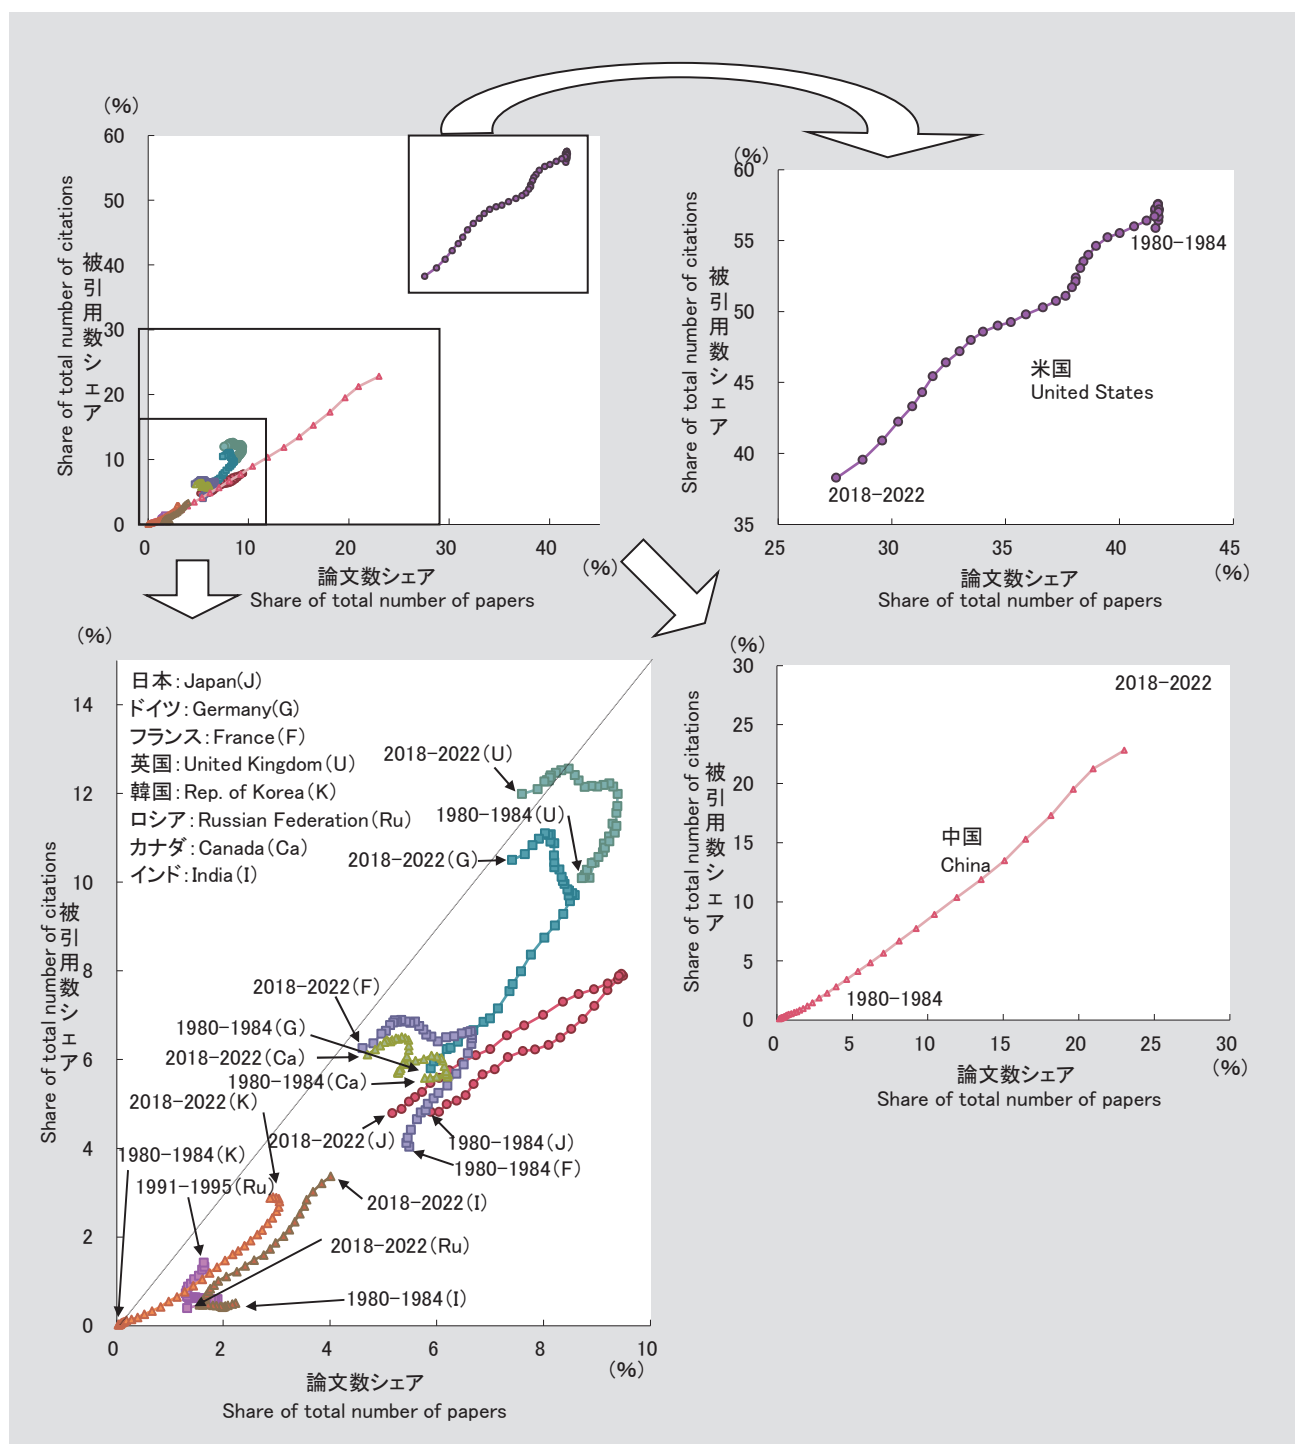 (%)
60
50
40
30
20
10
0
Share of total number of citations
被引用数シェア
0
10
20
30
40
(%)
論文数シェア
Share of total number of papers
(%)
60
55
50
45
40
35
Share of total number of citations
被引用数シェア
1980-1984
米国
United States
2018-2022
25
30
35
40
45
(%)
論文数シェア
Share of total number of papers
(%)
14
12
10
8
6
4
2
0
Share of total number of citations
被引用数シェア
日本：Japan(J)
ドイツ：Germany(G)
フランス：France(F)
英国：United Kingdom(U)
韓国：Rep. of Korea(K)
ロシア：Russian Federation(Ru)
カナダ：Canada(Ca)
インド：India(I)
2018-2022(U)
1980-1984(U)
2018-2022(G)
2018-2022(F)
1980-1984(G)
2018-2022(Ca)
1980-1984(Ca)
2018-2022(K)
2018-2022(J)
1980-1984(J)
1980-1984(K)
1980-1984(F)
1991-1995(Ru)
2018-2022(I)
2018-2022(Ru)
1980-1984(I)
0
2
4
6
8
10
(%)
論文数シェア
Share of total number of papers
(%)
30
25
20
15
10
5
0
Share of total number of citations
被引用数シェア
2018-2022
中国
China
1980-1984
0
5
10
15
20
25
30
(%)
論文数シェア
Share of total number of papers